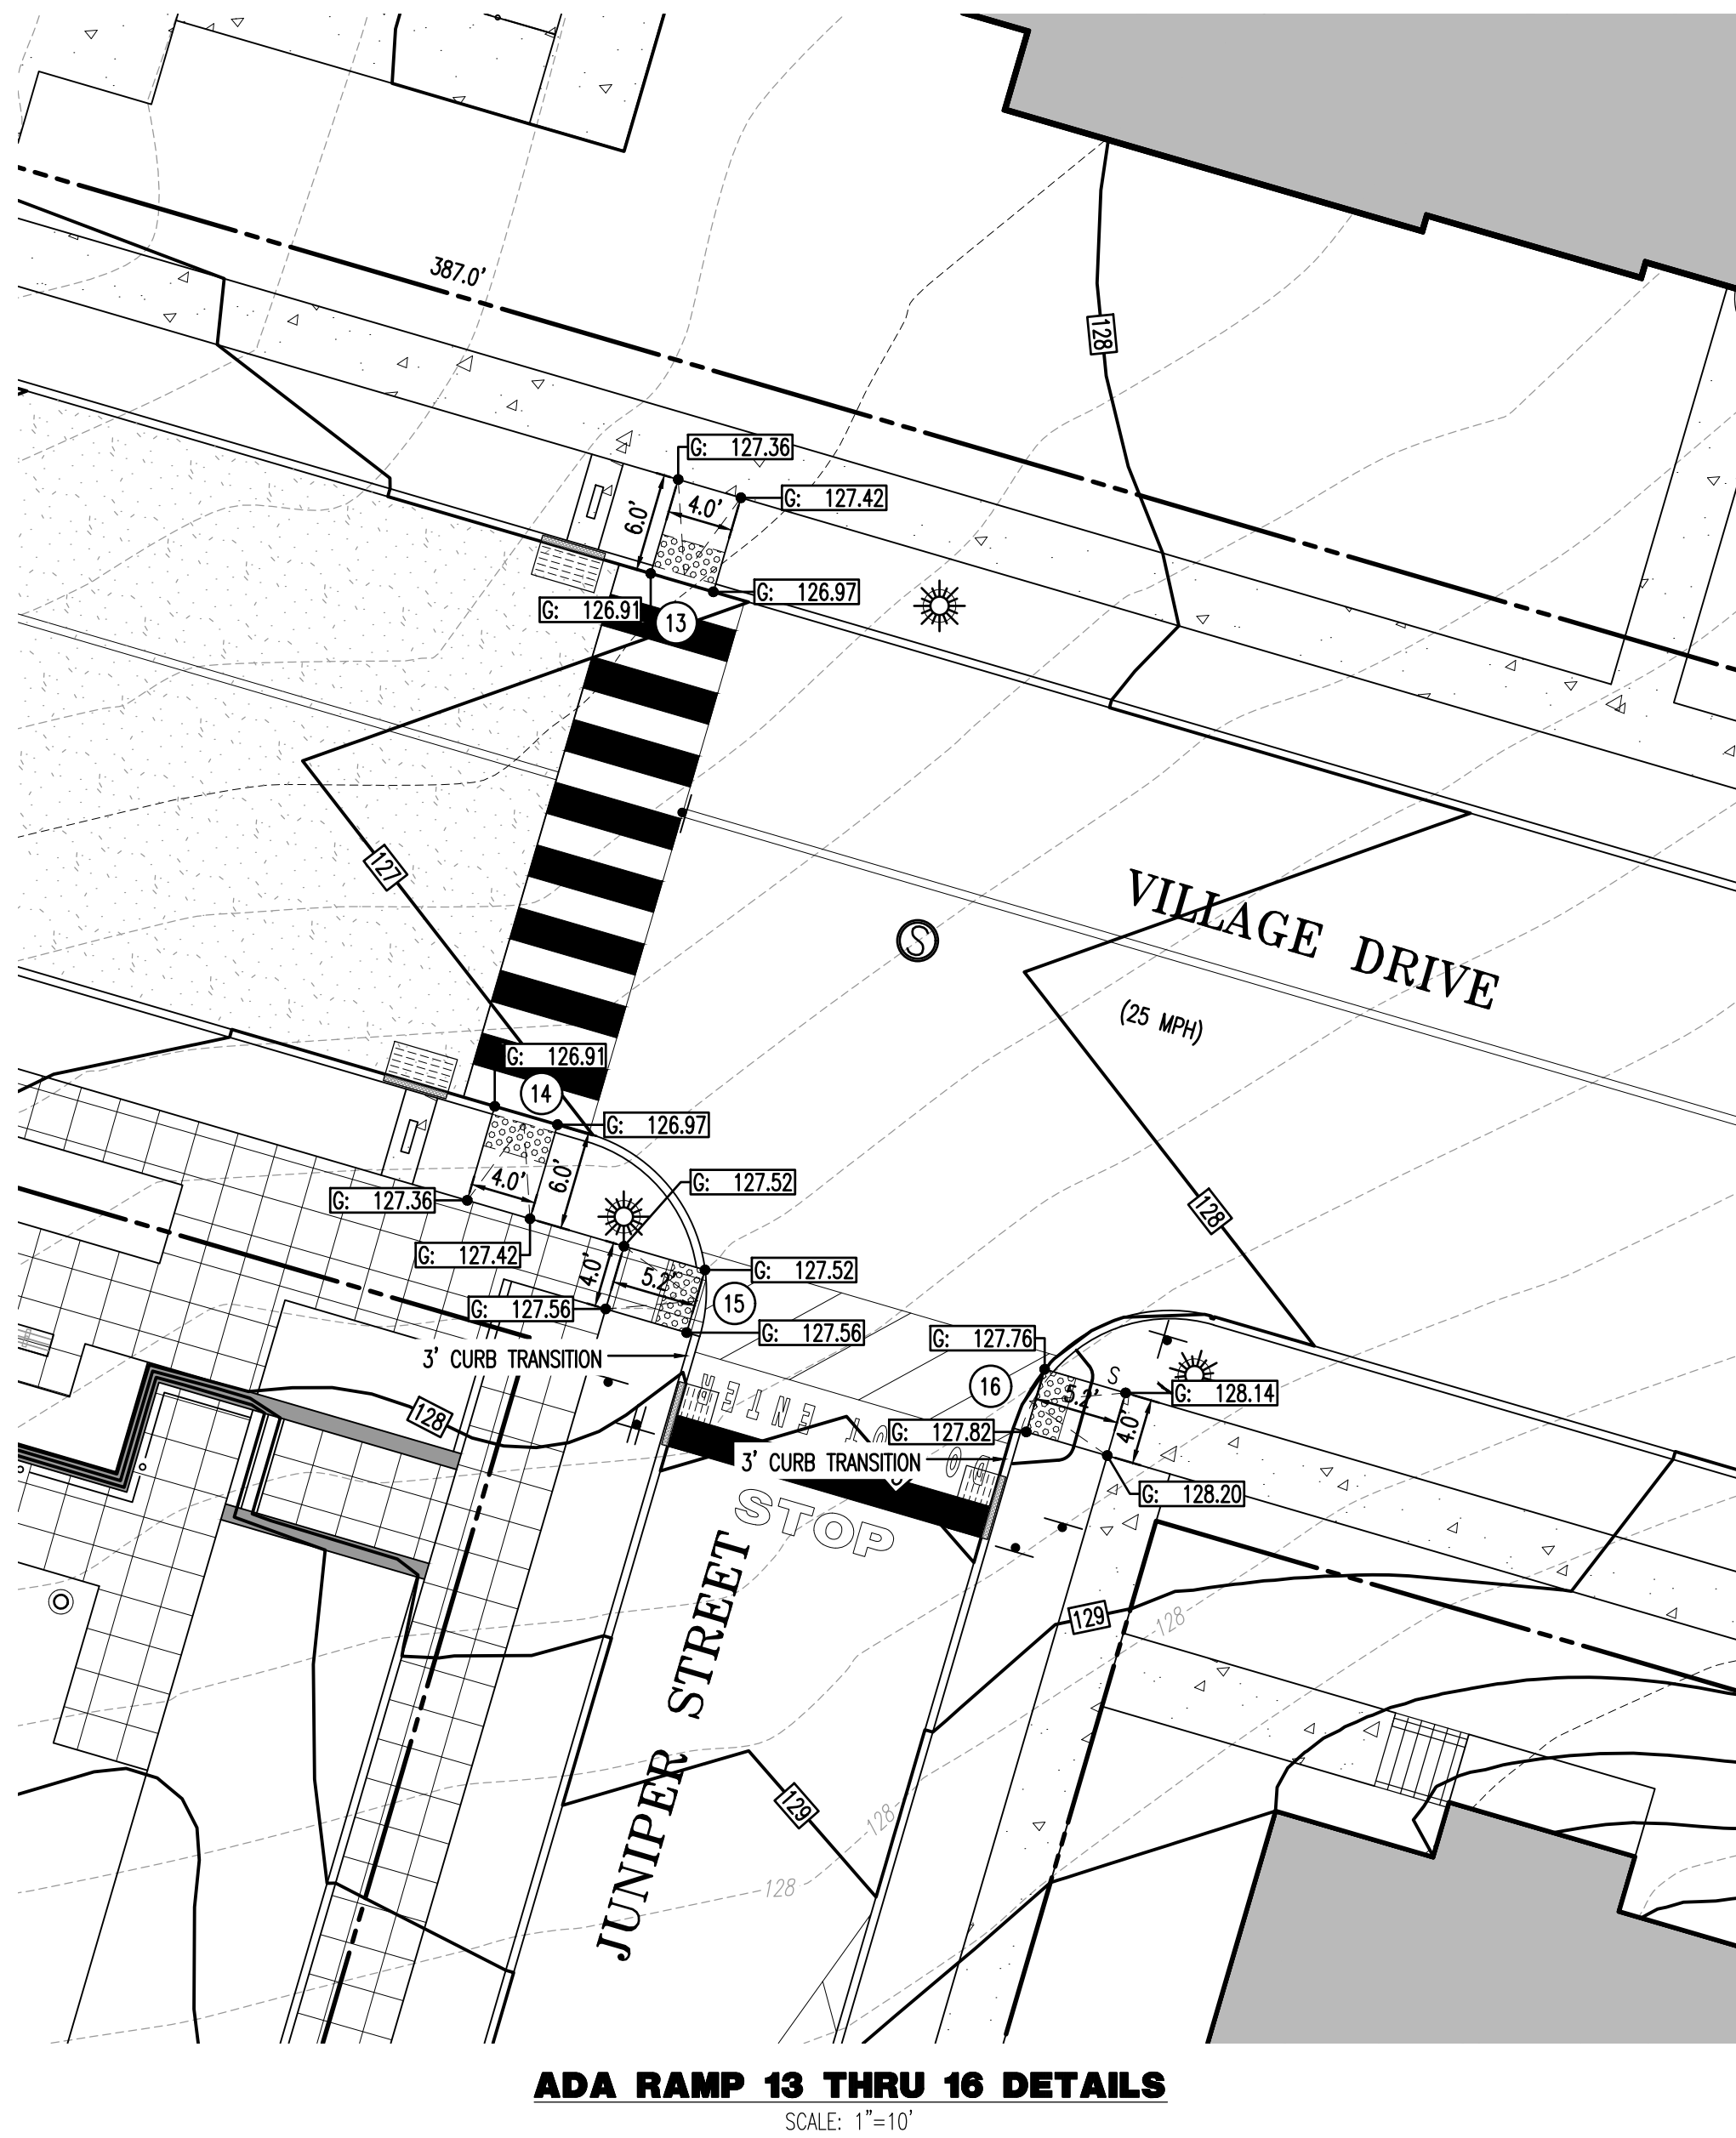 387.0'
128
G: 127.36
G: 127.42
4.0'
6.0'
G: 126.97
G: 126.91
13
127
VILLAGE DRIVE
S
(25 MPH)
G: 126.91
14
G: 126.97
4.0'
6.0'
G: 127.52
G: 127.36
128
G: 127.42
4.0'
5.2'
G: 127.52
G: 127.56
15
G: 127.56
G: 127.76
3' CURB TRANSITION
16
S
5.2'
G: 128.14
128
DO NOT ENTER
G: 127.82
4.0'
3' CURB TRANSITION
G: 128.20
STOP
JUNIPER STREET
129
128
129
128
128
ADA RAMP 13 THRU 16 DETAILS
SCALE: 1"=10'